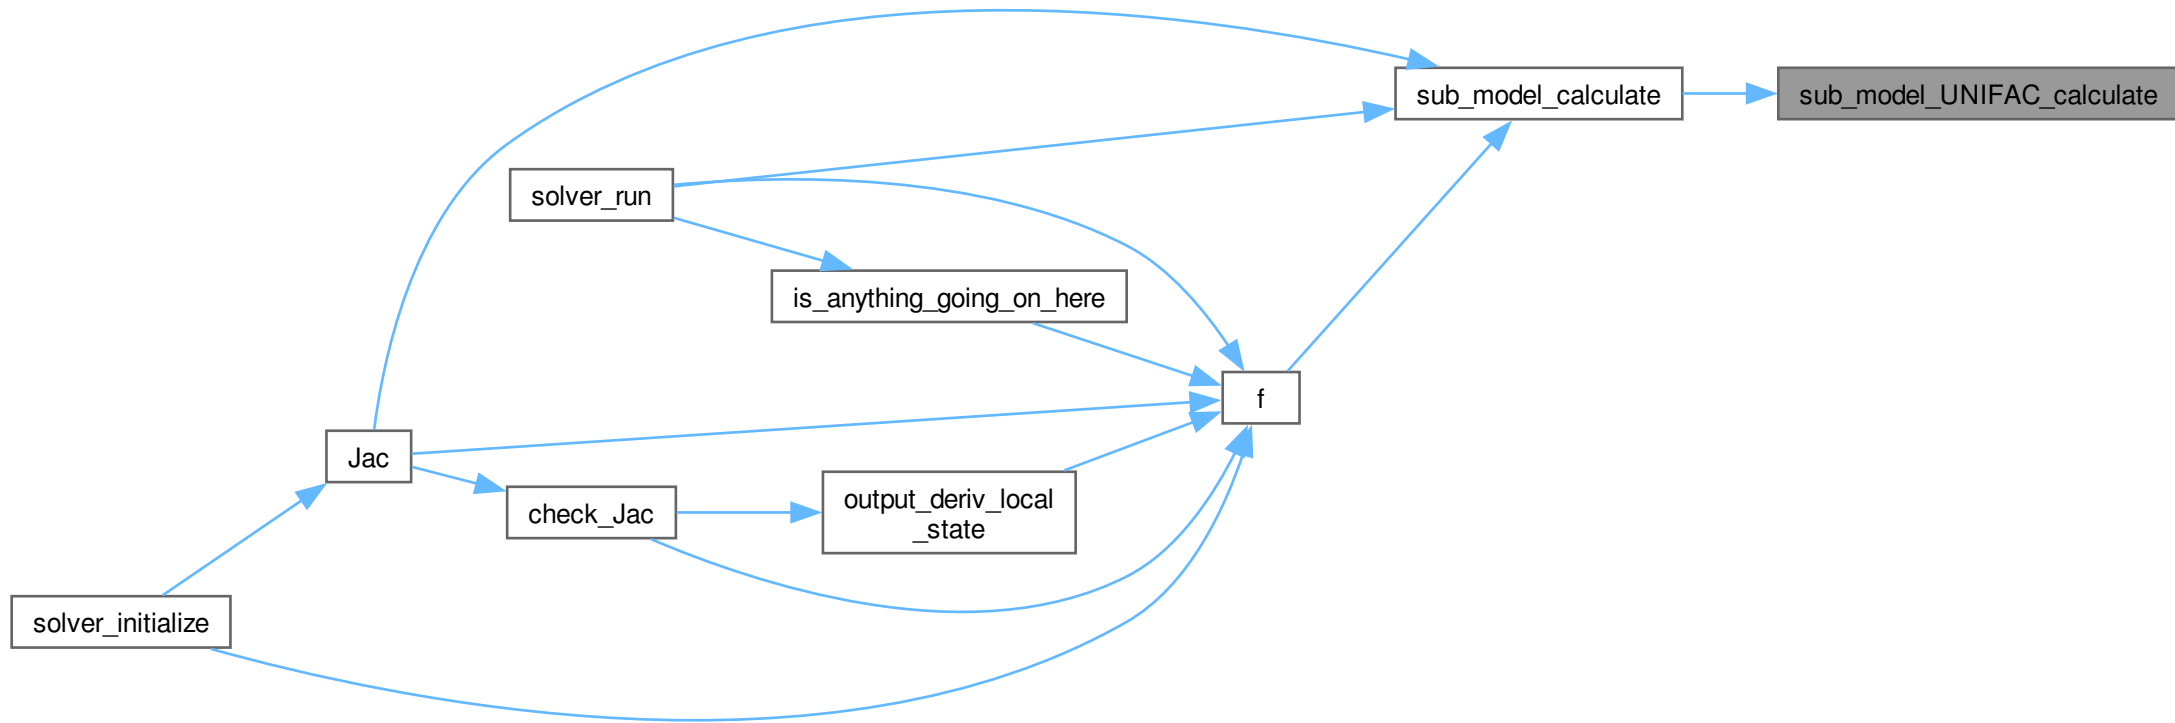 sub_model_calculate
sub_model_UNIFAC_calculate
solver_run
is_anything_going_on_here
f
Jac
check_Jac
output_deriv_local
_state
solver_initialize